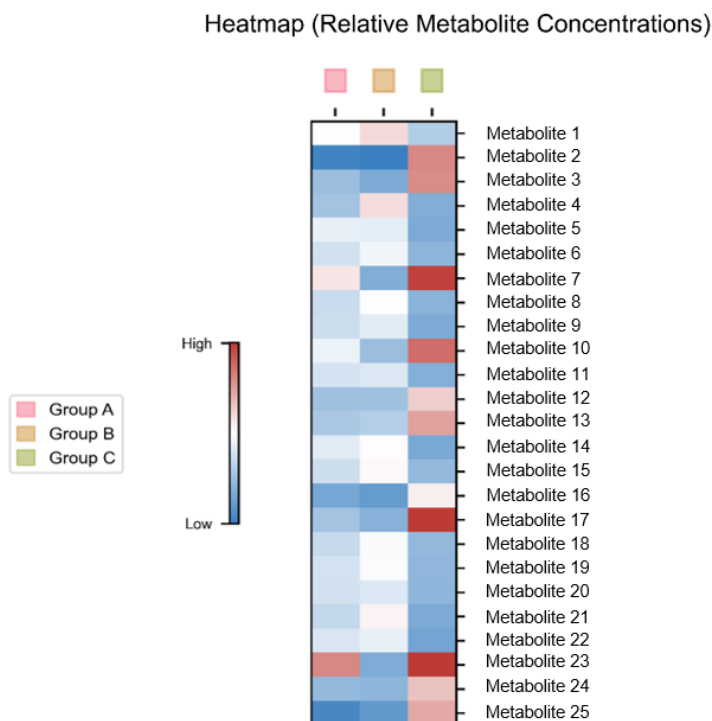 Heatmap (Relative Metabolite Concentrations)
Metabolite 1
Metabolite 2
Metabolite 3
Metabolite 4
Metabolite 5
Metabolite 6
Metabolite 7
Metabolite 8
Metabolite 9
Metabolite 10
Metabolite 11
Metabolite 12
Metabolite 13
Metabolite 14
Metabolite 15
Metabolite 16
Metabolite 17
Metabolite 18
Metabolite 19
Metabolite 20
Metabolite 21
Metabolite 22
Metabolite 23
Metabolite 24
Metabolite 25
High
Low
Group A
Group B
Group C